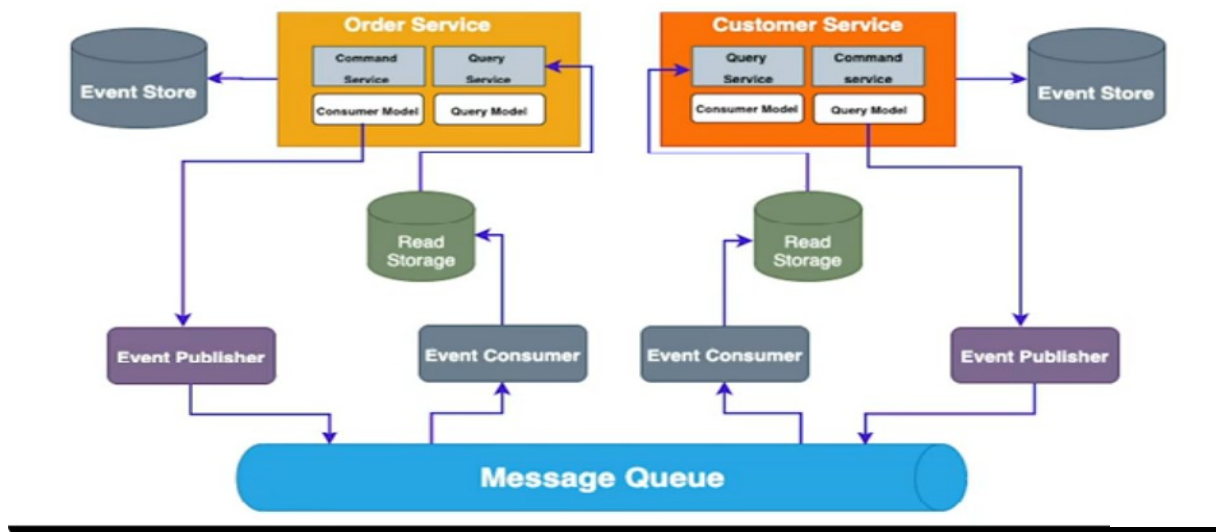 Order Service
Customer Service
Event Store
Command
Service
Query
Service
Consumer Model
Query Model
Query
Service
Command
service
Consumer Model
Query Model
Event Store
Read
Storage
Read
Storage
Event Publisher
Event Consumer
Event Consumer
Event Publisher
Message Queue